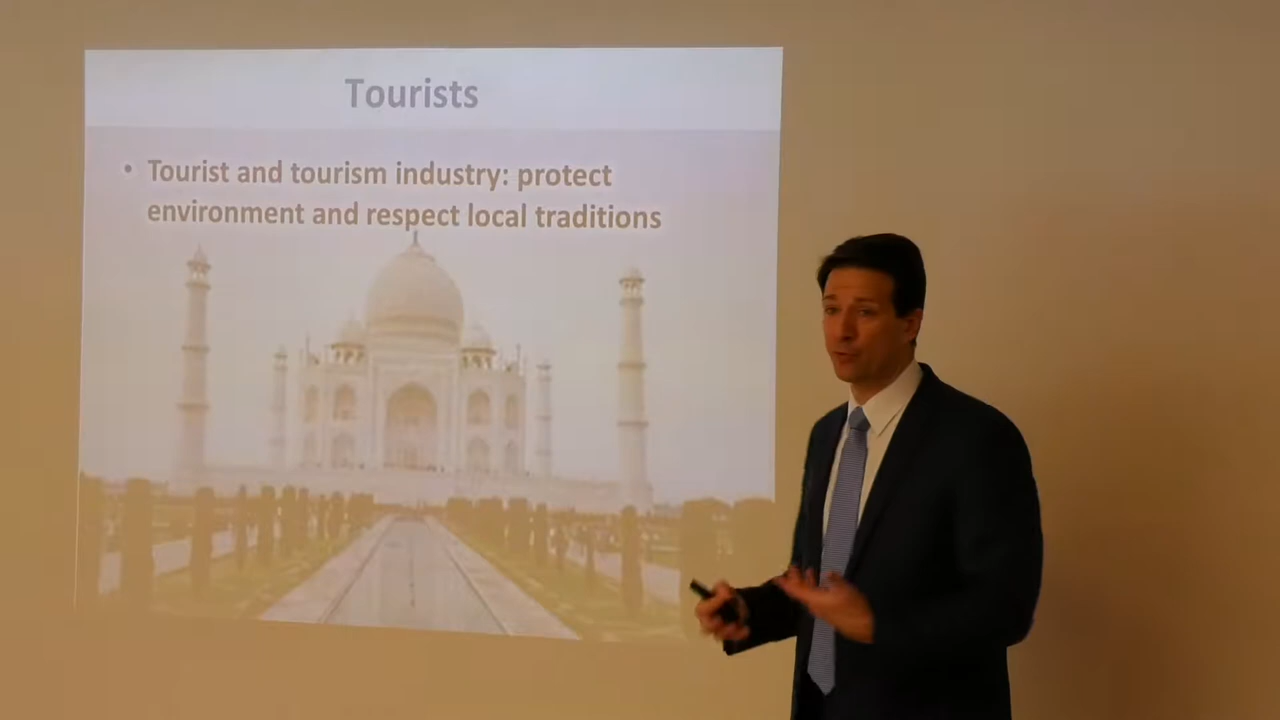 Tourists
• Tourist and tourism industry: protect
environment and respect local traditions